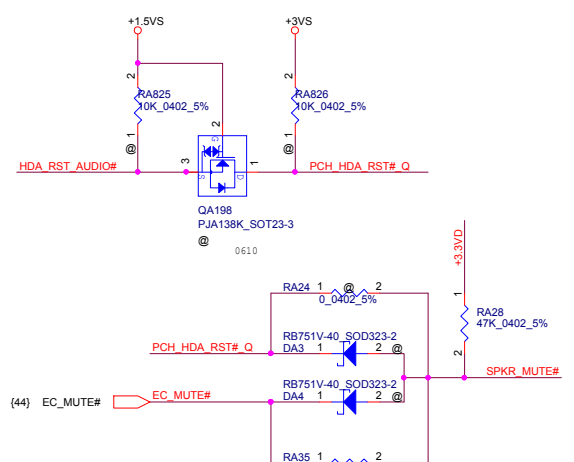 +1.5VS
+3VS
2
2
RA825
10K_0402_5%
RA826
10K_0402_5%
2
G
@
1
@
1
HDA_RST_AUDIO#
3
S
D
1
PCH_HDA_RST#_Q
QA198
PJA138K_SOT23-3
@
0610
+3.3VD
RA24 1 @ 2
0_0402_5%
1
RA28
47K_0402_5%
2
RB751V-40_SOD323-2
PCH_HDA_RST#_Q
DA3 1 2 @
SPKR_MUTE#
RB751V-40_SOD323-2
{44} EC_MUTE#
EC_MUTE#
DA4 1 2 @
RA35 1 2